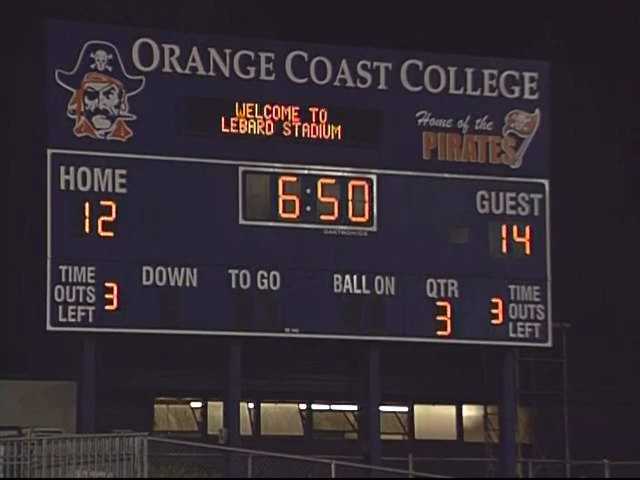 ORANGE COAST COLLEGE
WELCOME TO
LEBARD STADIUM
Home of the
PIRATES
HOME
12
6:50
DAKTRONICS
GUEST
14
TIME
OUTS
LEFT
3
DOWN
TO GO
BALL ON
QTR
3
3
TIME
OUTS
LEFT